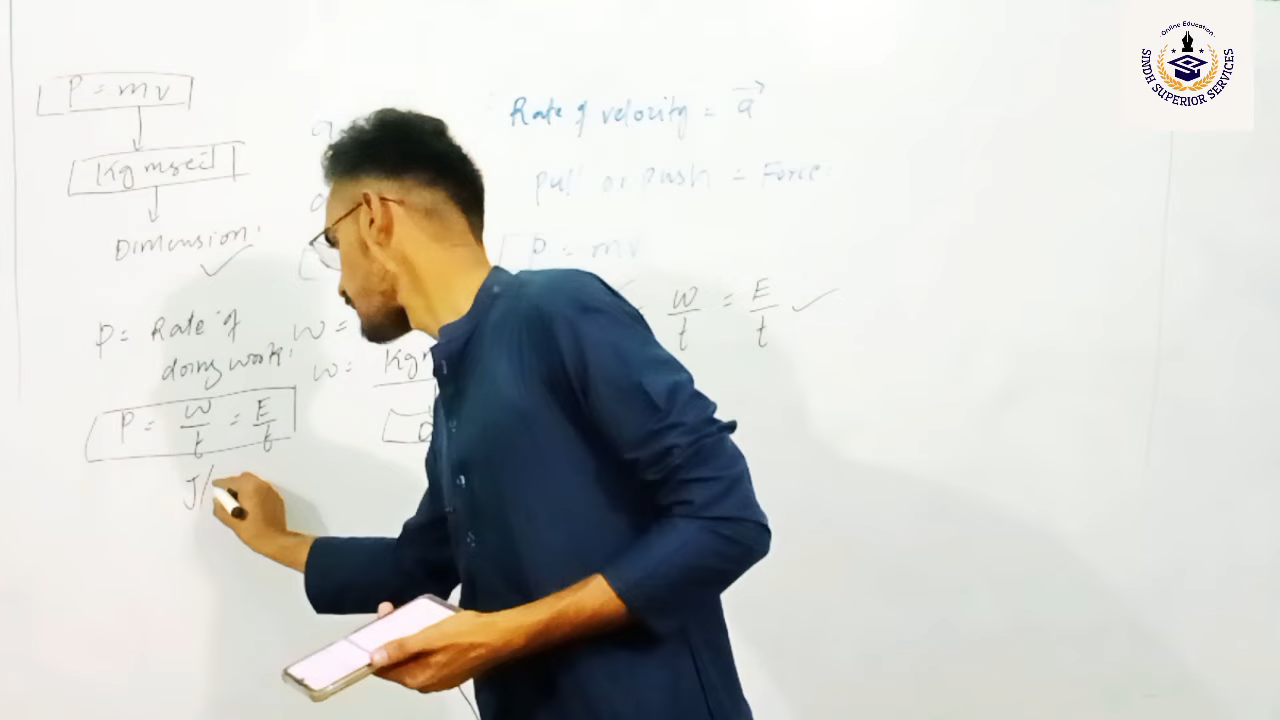 Online Education
SINDH SUPERIOR SERVICES
P = mv
Kg msec
Dimension.
P = Rate of
doing work.
P = W/t = E/t
J/
W =
W = Kg
Rate of velocity = a
Pull or Push = Force.
P = mv
W/t = E/t